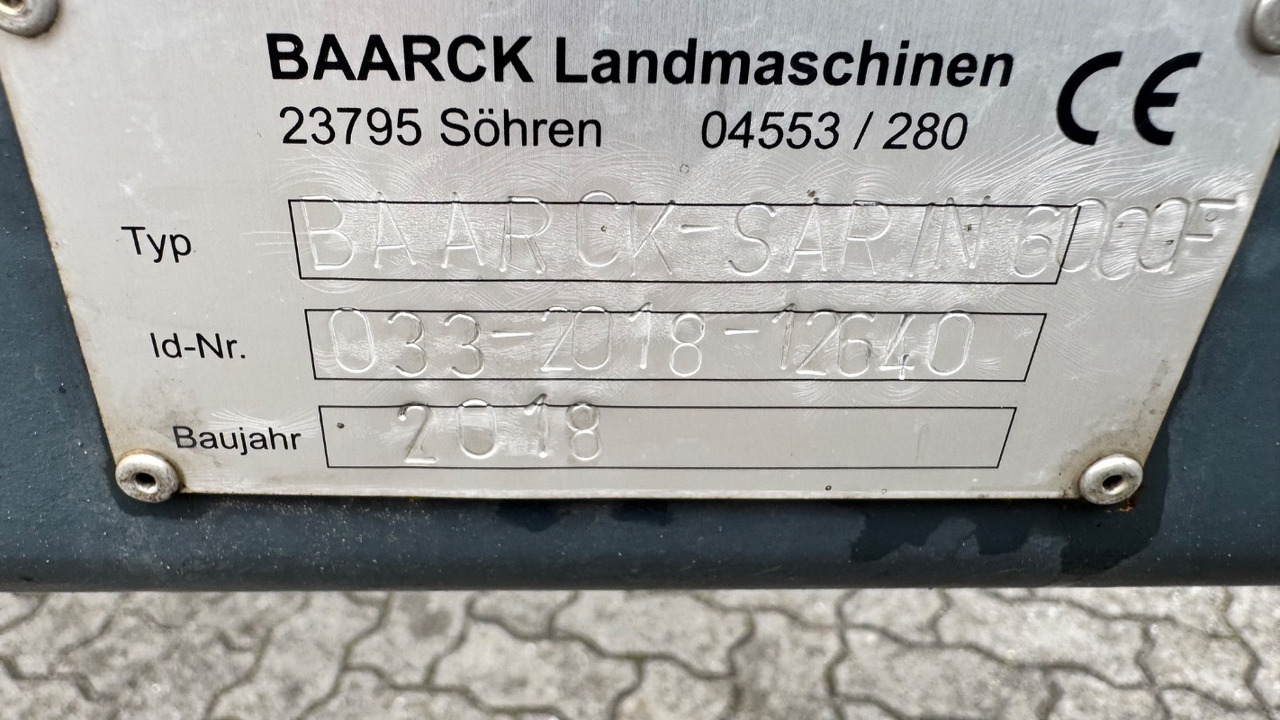 BAARCK Landmaschinen CE
23795 Söhren 04553 / 280
Typ BAARCK-SARIN 6000F
Id-Nr. 033-2018-12640
Baujahr 2018